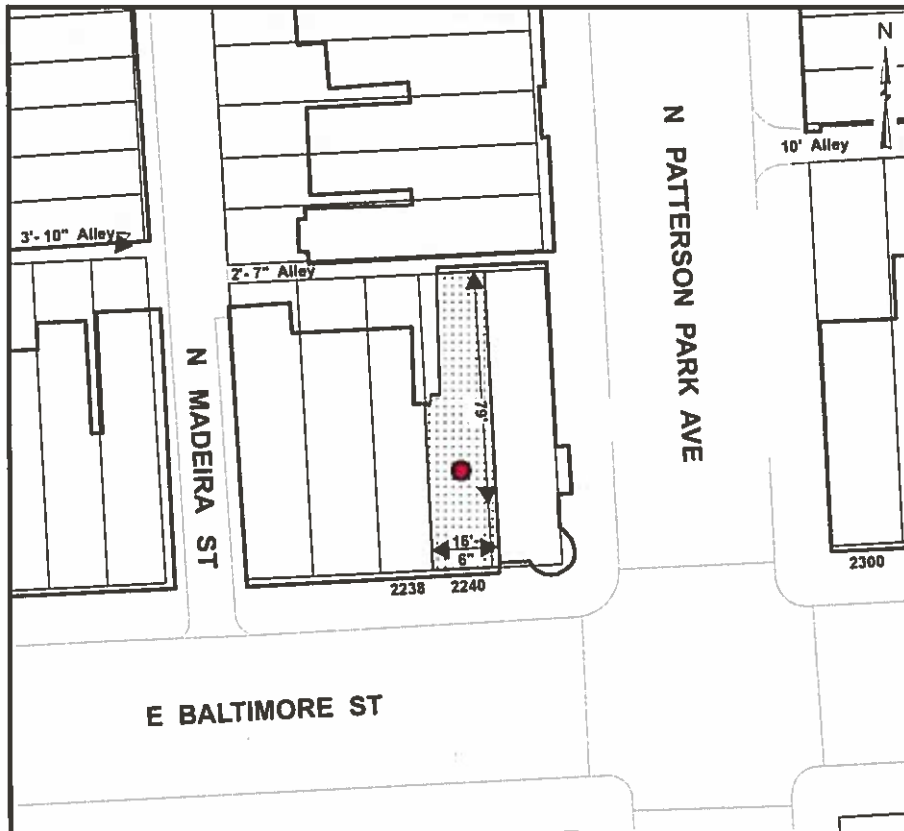 N
N PATTERSON PARK AVE
10' Alley
3'- 10" Alley
2'- 7" Alley
N MADEIRA ST
79'
15'-
6"
2238 2240
2300
E BALTIMORE ST